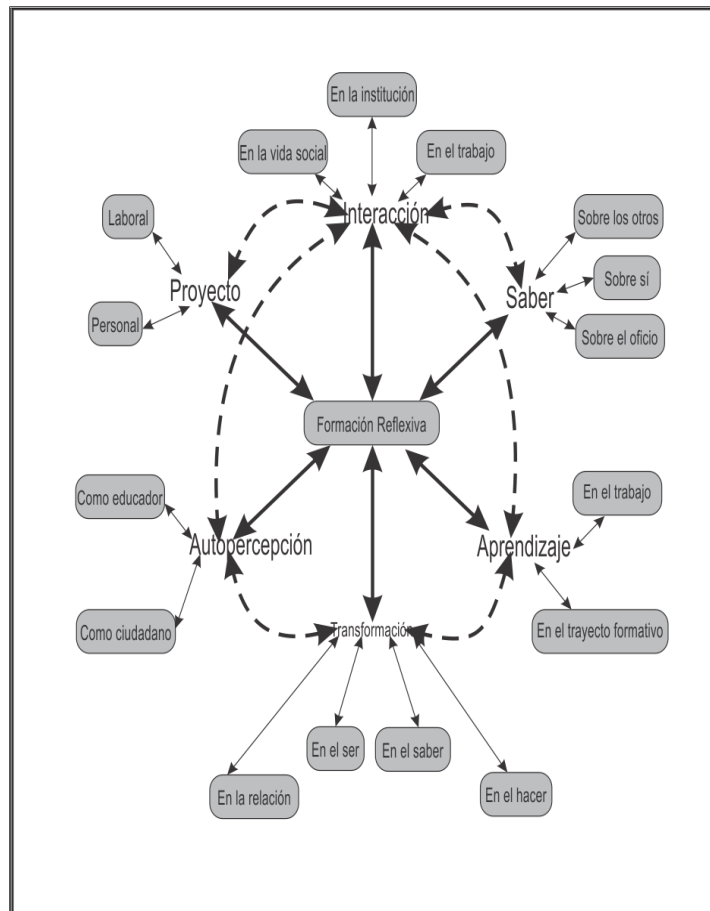 En la institución
En la vida social
En el trabajo
Interacción
Laboral
Sobre los otros
Proyecto
Sobre sí
Saber
Personal
Sobre el oficio
Formación Reflexiva
Como educador
En el trabajo
Autopercepción
Aprendizaje
Como ciudadano
Transformación
En el trayecto formativo
En el ser
En el saber
En la relación
En el hacer